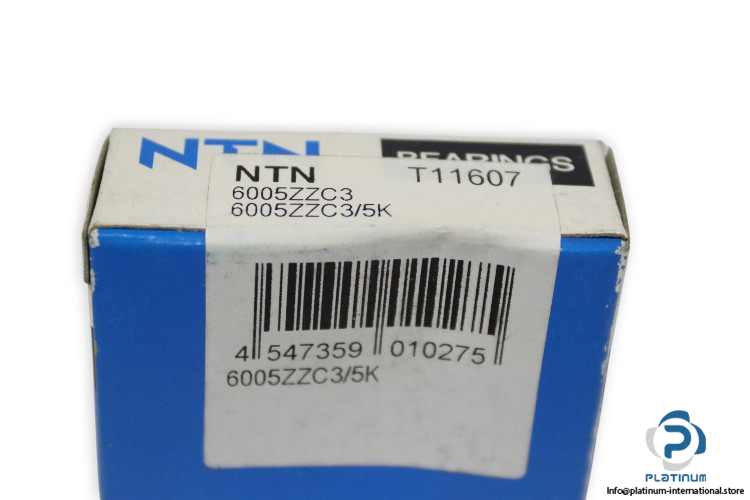 NTN BEARINGS
NTN T11607
6005ZZC3
6005ZZC3/5K
4 547359 010275
6005ZZC3/5K
P
PLATINUM
Info@platinum-international.store